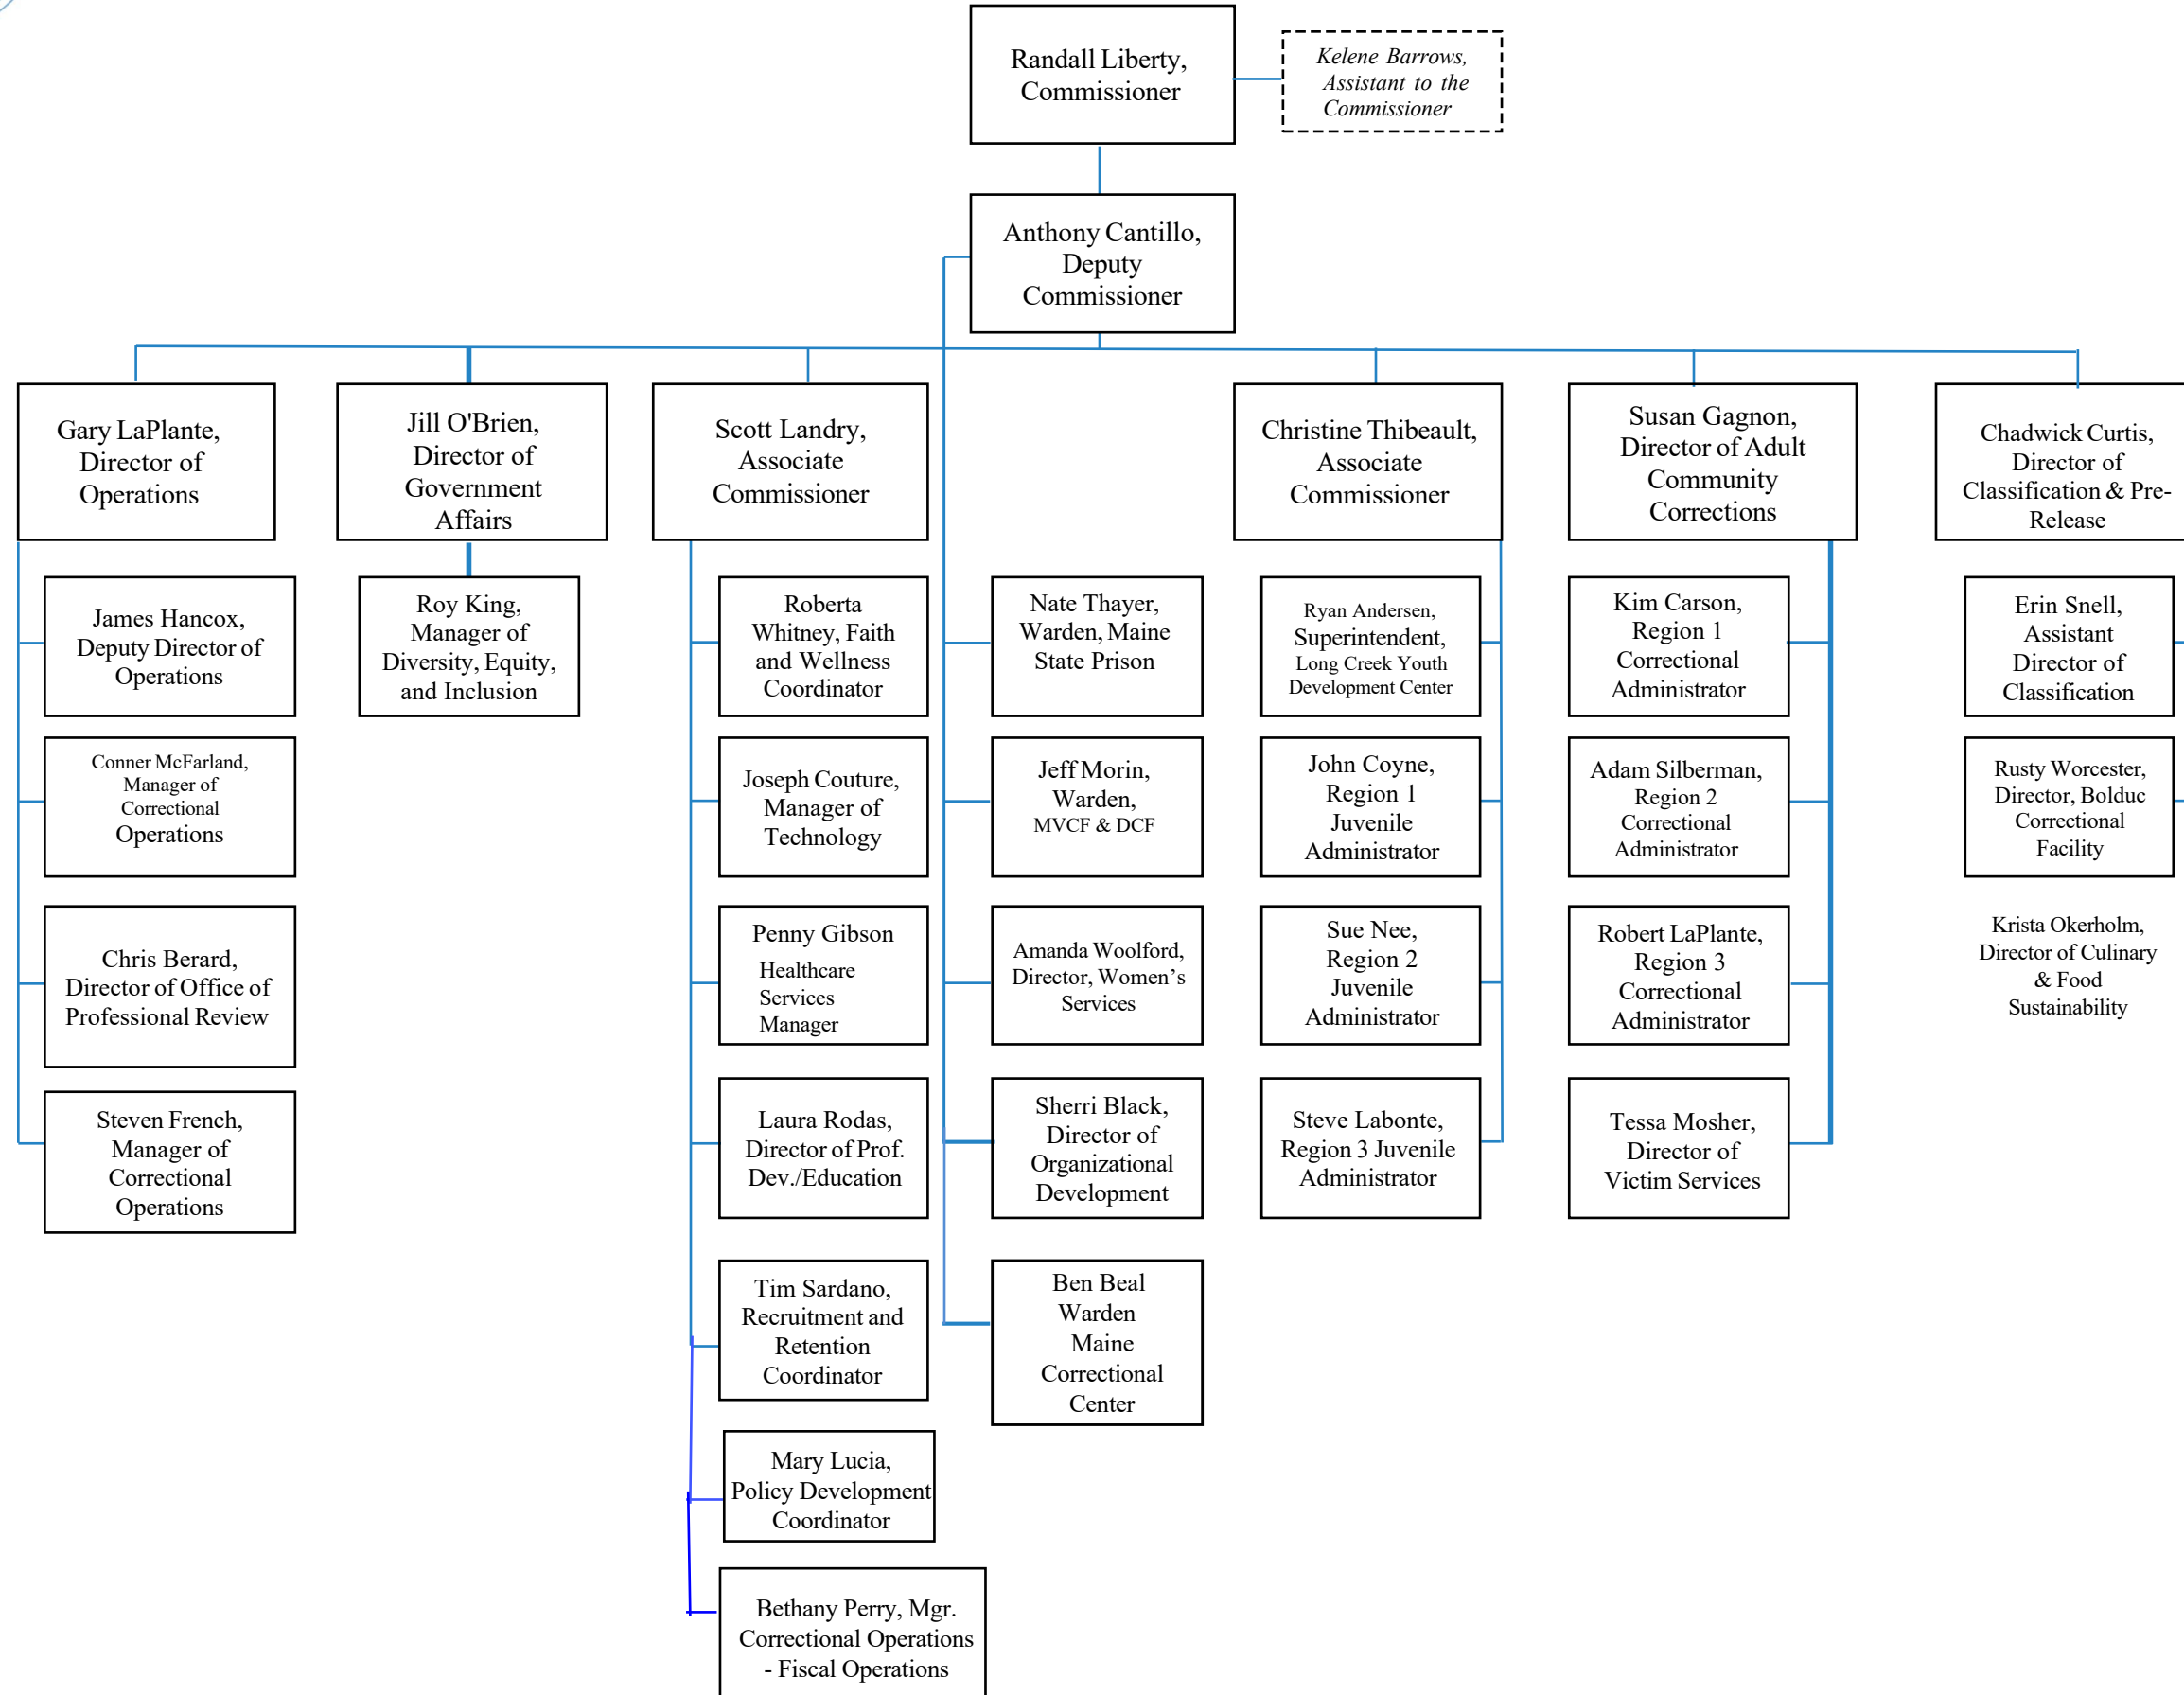 Randall Liberty,
Commissioner
Kelene Barrows,
Assistant to the
Commissioner
Anthony Cantillo,
Deputy
Commissioner
Gary LaPlante,
Director of
Operations
Jill O'Brien,
Director of
Government
Affairs
Scott Landry,
Associate
Commissioner
Christine Thibeault,
Associate
Commissioner
Susan Gagnon,
Director of Adult
Community
Corrections
Chadwick Curtis,
Director of
Classification & Pre-
Release
James Hancox,
Deputy Director of
Operations
Roy King,
Manager of
Diversity, Equity,
and Inclusion
Roberta
Whitney, Faith
and Wellness
Coordinator
Nate Thayer,
Warden, Maine
State Prison
Ryan Andersen,
Superintendent,
Long Creek Youth
Development Center
Kim Carson,
Region 1
Correctional
Administrator
Erin Snell,
Assistant
Director of
Classification
Conner McFarland,
Manager of
Correctional
Operations
Joseph Couture,
Manager of
Technology
Jeff Morin,
Warden,
MVCF & DCF
John Coyne,
Region 1
Juvenile
Administrator
Adam Silberman,
Region 2
Correctional
Administrator
Rusty Worcester,
Director, Bolduc
Correctional
Facility
Chris Berard,
Director of Office of
Professional Review
Penny Gibson
Healthcare
Services
Manager
Amanda Woolford,
Director, Women’s
Services
Sue Nee,
Region 2
Juvenile
Administrator
Robert LaPlante,
Region 3
Correctional
Administrator
Krista Okerholm,
Director of Culinary
& Food
Sustainability
Steven French,
Manager of
Correctional
Operations
Laura Rodas,
Director of Prof.
Dev./Education
Sherri Black,
Director of
Organizational
Development
Steve Labonte,
Region 3 Juvenile
Administrator
Tessa Mosher,
Director of
Victim Services
Tim Sardano,
Recruitment and
Retention
Coordinator
Ben Beal
Warden
Maine
Correctional
Center
Mary Lucia,
Policy Development
Coordinator
Bethany Perry, Mgr.
Correctional Operations
- Fiscal Operations